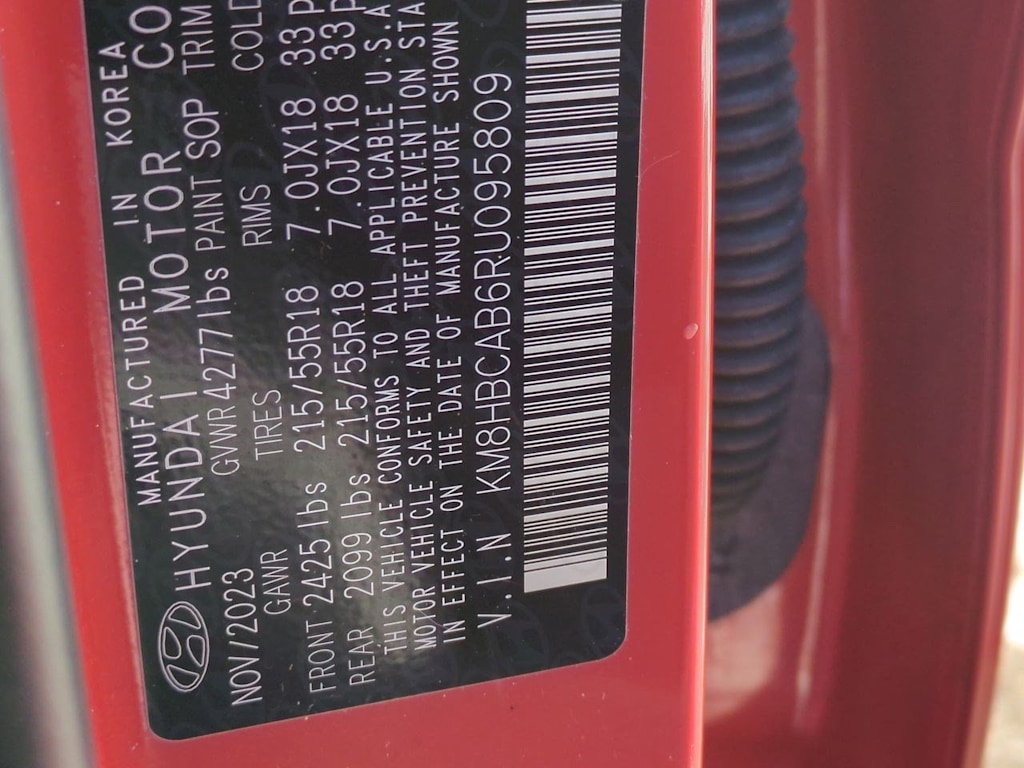 MANUFACTURED IN KOREA
HYUNDAI MOTOR CO
NOV/2023 GVWR 4277lbs PAINT SOP TRIM
GAWR TIRES RIMS COLD
FRONT 2425 lbs 215/55R18 7.0JX18 33 P
REAR 2099 lbs 215/55R18 7.0JX18 33 P
THIS VEHICLE CONFORMS TO ALL APPLICABLE U.S.A
MOTOR VEHICLE SAFETY AND THEFT PREVENTION STA
IN EFFECT ON THE DATE OF MANUFACTURE SHOWN
V.I.N KM8HBCAB6RU095809